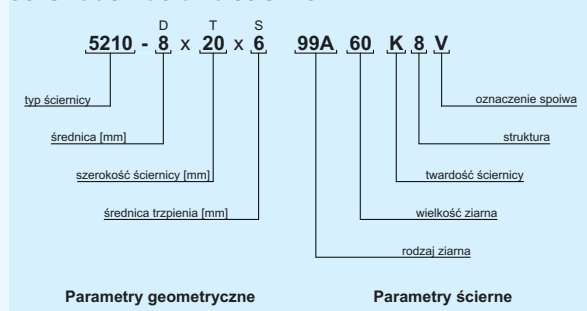 D T S
5210 - 8 x 20 x 6 99A 60 K 8 V
typ ściernicy oznaczenie spoiwa
średnica [mm] struktura
szerokość ściernicy [mm] twardość ściernicy
średnica trzpienia [mm] wielkość ziarna
rodzaj ziarna
Parametry geometryczne Parametry ścierne